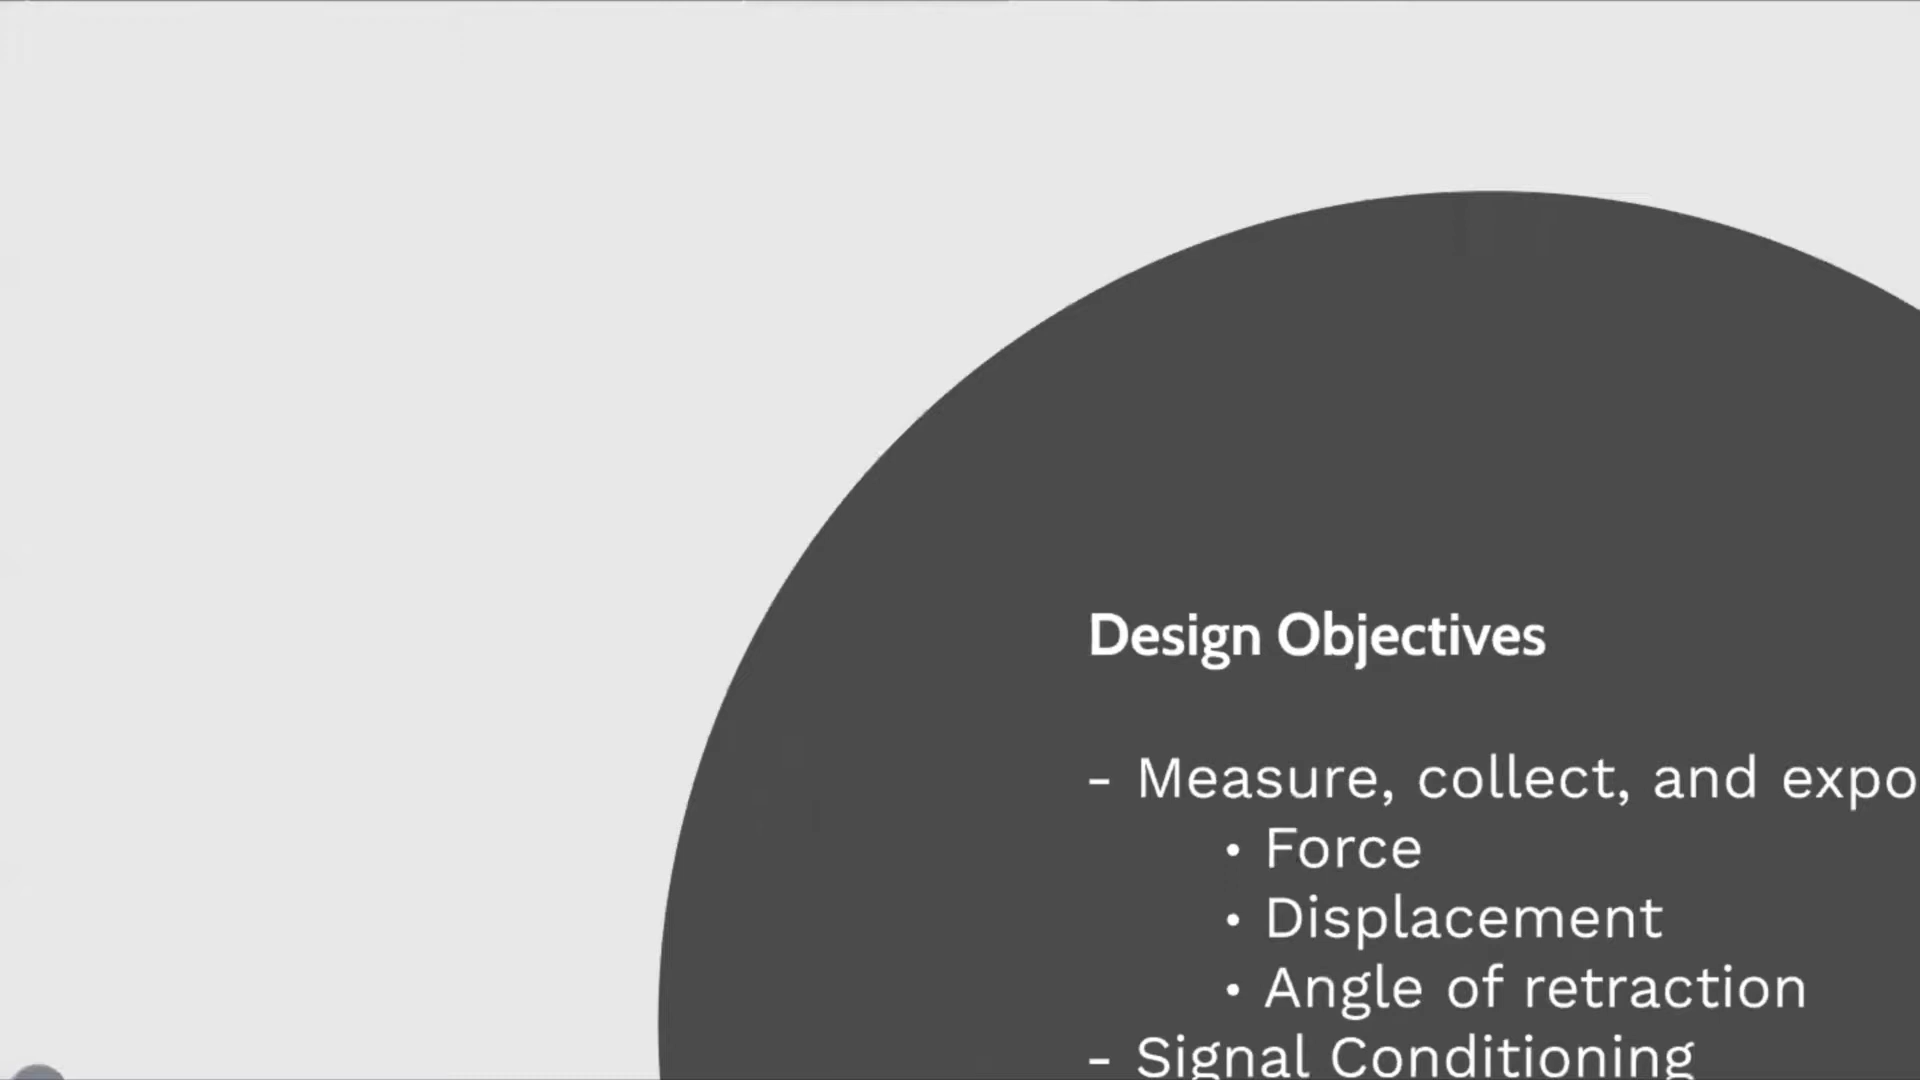 Design Objectives
- Measure, collect, and expo
• Force
• Displacement
• Angle of retraction
- Signal Conditioning